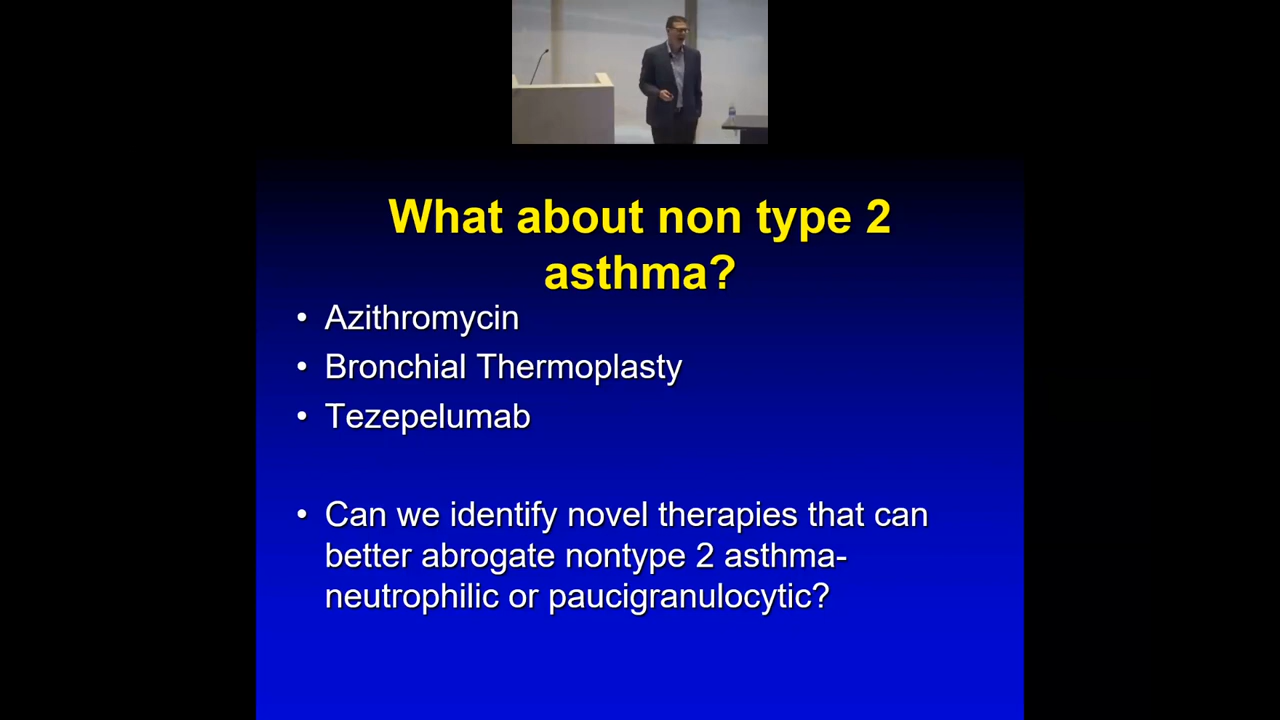 What about non type 2
asthma?
• Azithromycin
• Bronchial Thermoplasty
• Tezepelumab
• Can we identify novel therapies that can
better abrogate nontype 2 asthma-
neutrophilic or paucigranulocytic?